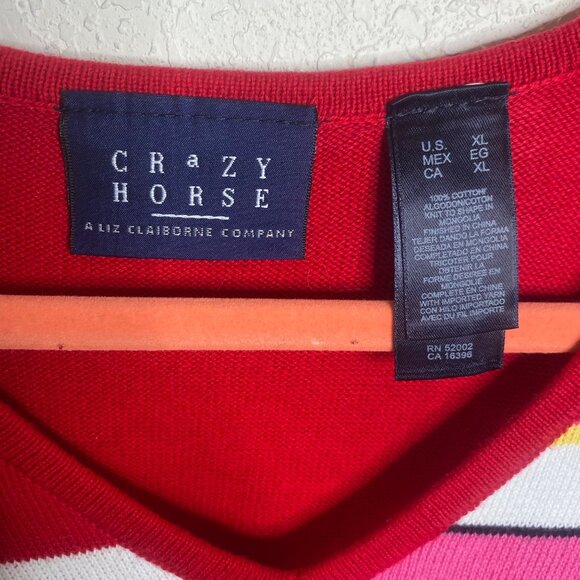 CRaZY
HORSE
A LIZ CLAIBORNE COMPANY
U.S. XL
MEX EG
CA XL
100% COTTON/
ALGODON/COTON
KNIT TO SHAPE IN
MONGOLIA
FINISHED IN CHINA
TEJER DANDO LA FORMA
DESEADA EN MONGOLIA
COMPLETADO EN CHINA
TRICOTER POUR
OBTENIR LA
FORME DESIREE EN
MONGOLIE
COMPLETE EN CHINE
WITH IMPORTED YARN
CON HILO IMPORTADO
AVEC DU FIL IMPORTE
RN 52002
CA 16396